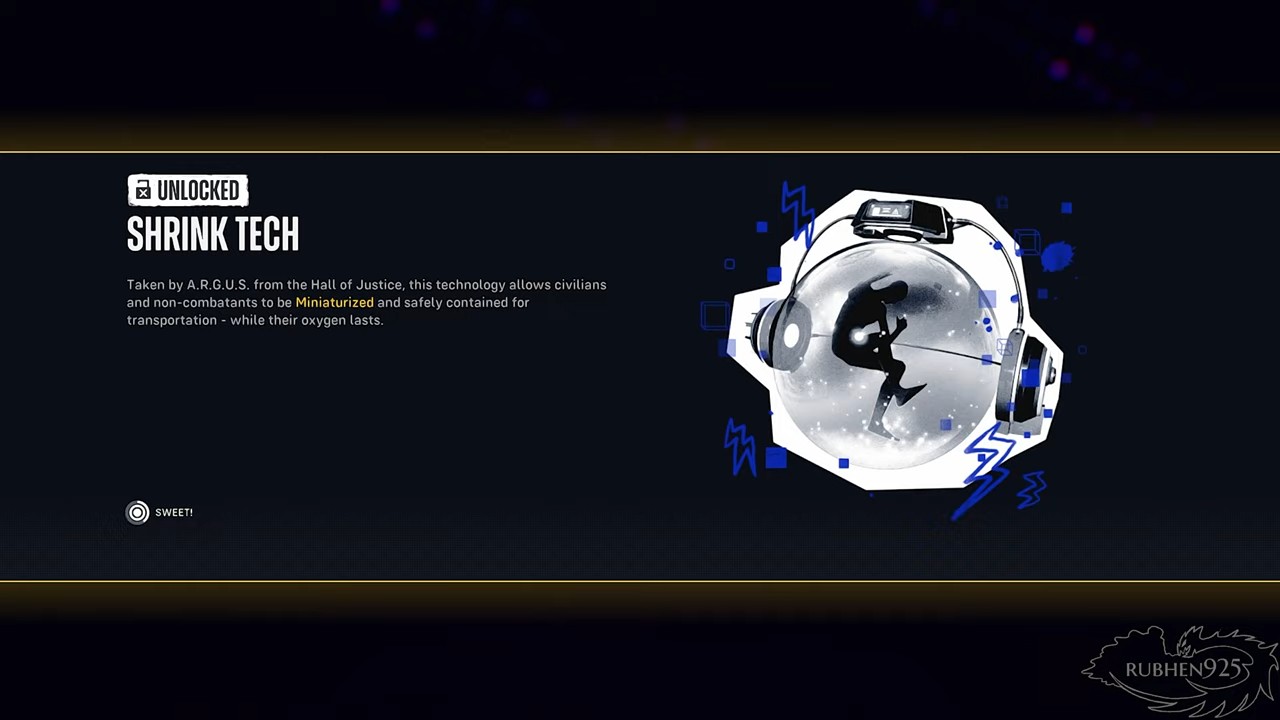 UNLOCKED
SHRINK TECH
Taken by A.R.G.U.S. from the Hall of Justice, this technology allows civilians
and non-combatants to be Miniaturized and safely contained for
transportation - while their oxygen lasts.
SWEET!
RUBHEN925